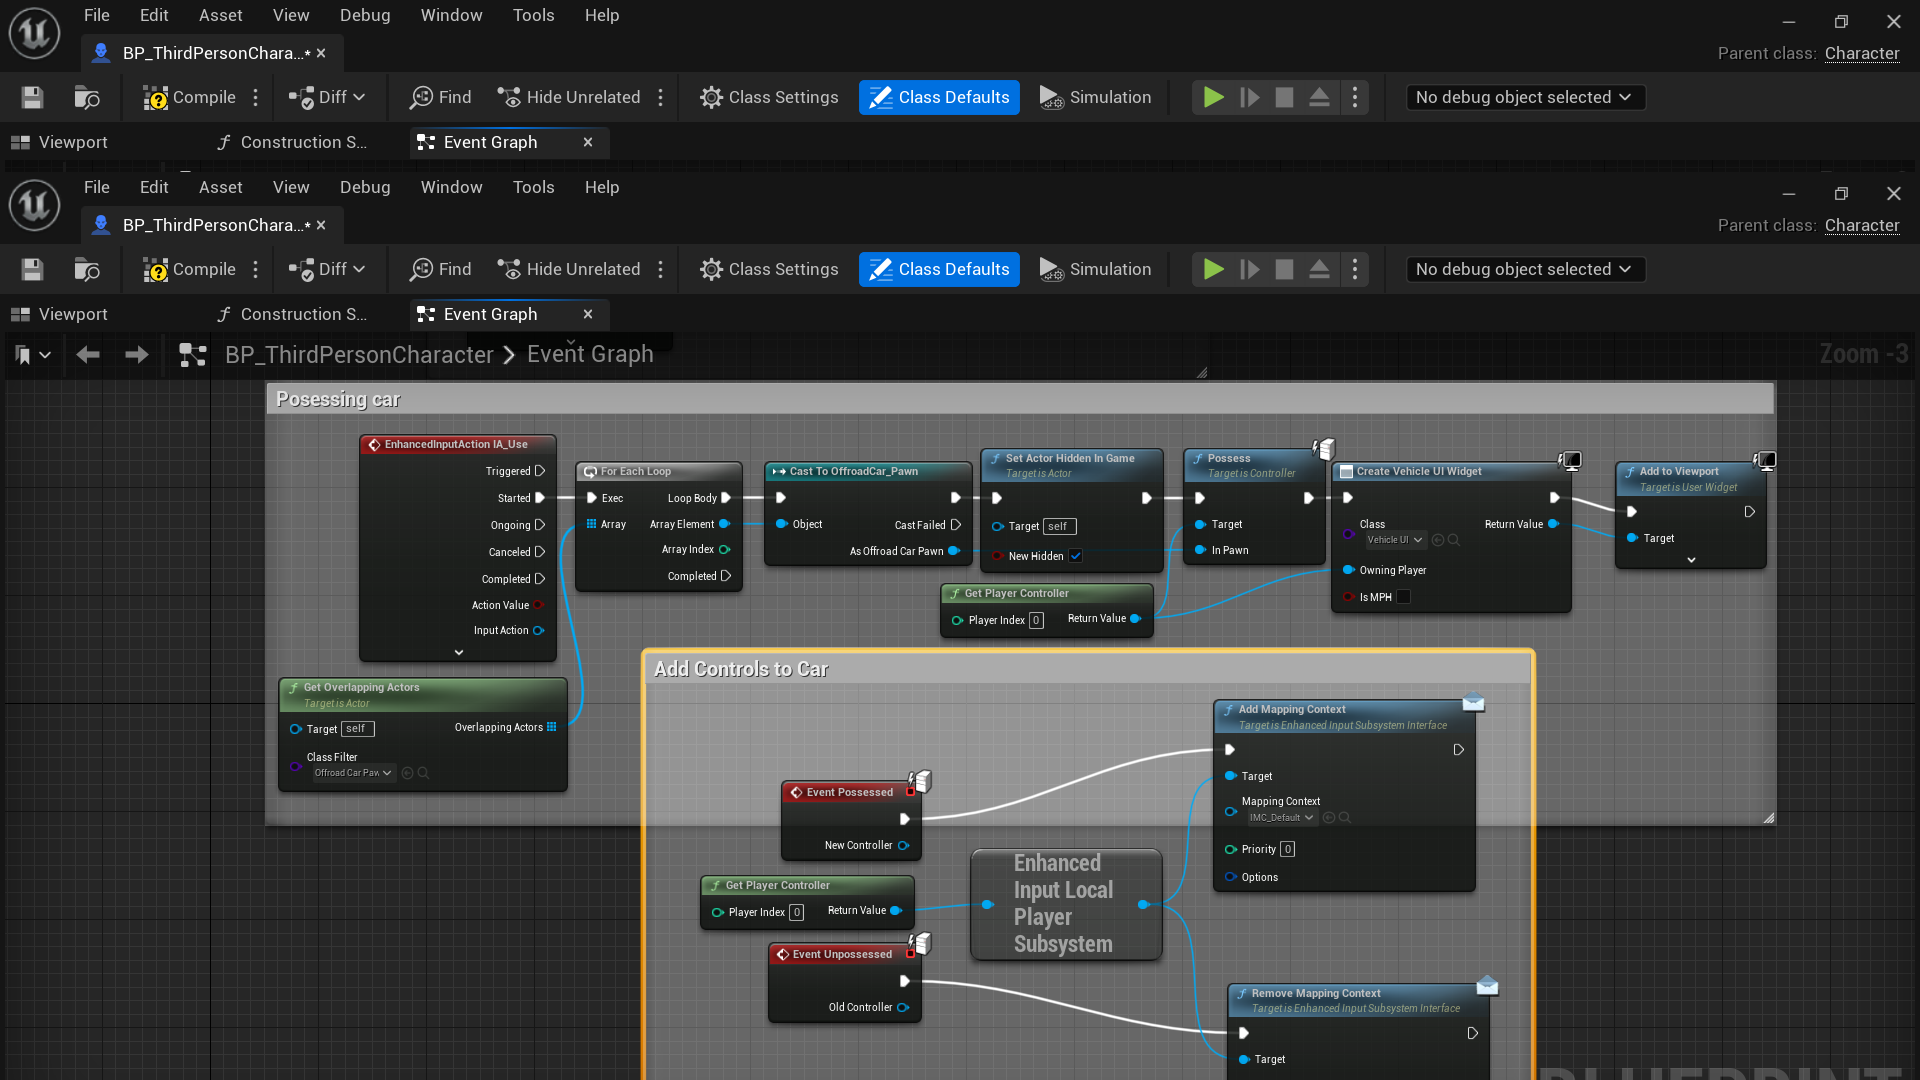 File Edit Asset View Debug Window Tools Help
BP_ThirdPersonChara...*
Parent class: Character
Compile Diff Find Hide Unrelated Class Settings Class Defaults Simulation No debug object selected
Viewport Construction S... Event Graph
File Edit Asset View Debug Window Tools Help
BP_ThirdPersonChara...*
Parent class: Character
Compile Diff Find Hide Unrelated Class Settings Class Defaults Simulation No debug object selected
Viewport Construction S... Event Graph
BP_ThirdPersonCharacter > Event Graph
Zoom -3
Posessing car
EnhancedInputAction IA_Use
Triggered
Started
Ongoing
Canceled
Completed
Action Value
Input Action
For Each Loop
Exec Loop Body
Array Array Element
Array Index
Completed
Cast To OffroadCar_Pawn
Object Cast Failed
As Offroad Car Pawn
Set Actor Hidden In Game
Target is Actor
Target self
New Hidden
Possess
Target is Controller
Target
In Pawn
Create Vehicle UI Widget
Class Return Value
Vehicle UI
Owning Player
Is MPH
Add to Viewport
Target is User Widget
Target
Get Player Controller
Player Index 0 Return Value
Get Overlapping Actors
Target is Actor
Target self Overlapping Actors
Class Filter
Offroad Car Paw
Add Controls to Car
Event Possessed
New Controller
Get Player Controller
Player Index 0 Return Value
Event Unpossessed
Old Controller
Enhanced
Input Local
Player
Subsystem
Add Mapping Context
Target is Enhanced Input Subsystem Interface
Target
Mapping Context
IMC_Default
Priority 0
Options
Remove Mapping Context
Target is Enhanced Input Subsystem Interface
Target
BLUEPRINT